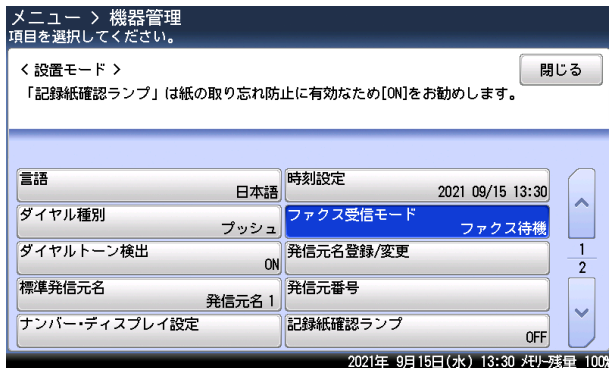 メニュー > 機器管理
項目を選択してください。
< 設置モード >
閉じる
「記録紙確認ランプ」は紙の取り忘れ防止に有効なため[ON]をお勧めします。
言語
日本語
時刻設定
2021 09/15 13:30
ダイヤル種別
プッシュ
ファクス受信モード
ファクス待機
ダイヤルトーン検出
ON
発信元名登録/変更
1
2
標準発信元名
発信元名 1
発信元番号
ナンバー・ディスプレイ設定
記録紙確認ランプ
OFF
2021年 9月15日(水) 13:30 メモリー残量 100%